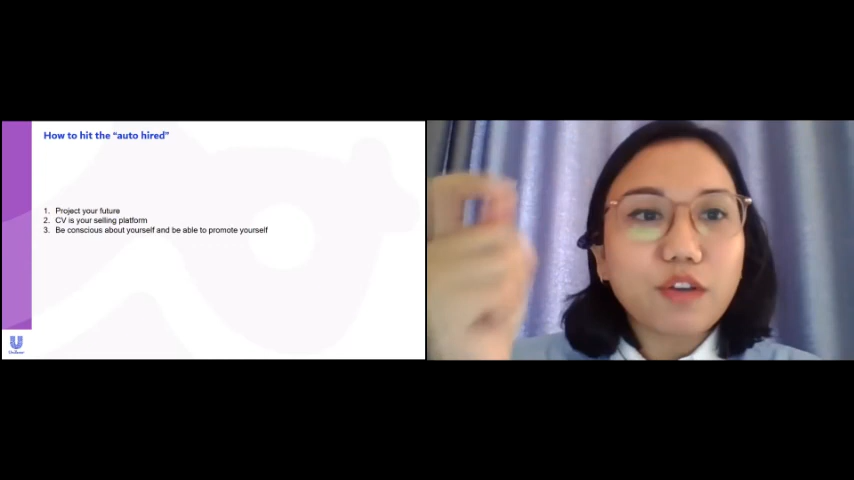 How to hit the “auto hired”
1. Project your future
2. CV is your selling platform
3. Be conscious about yourself and be able to promote yourself
Unilever